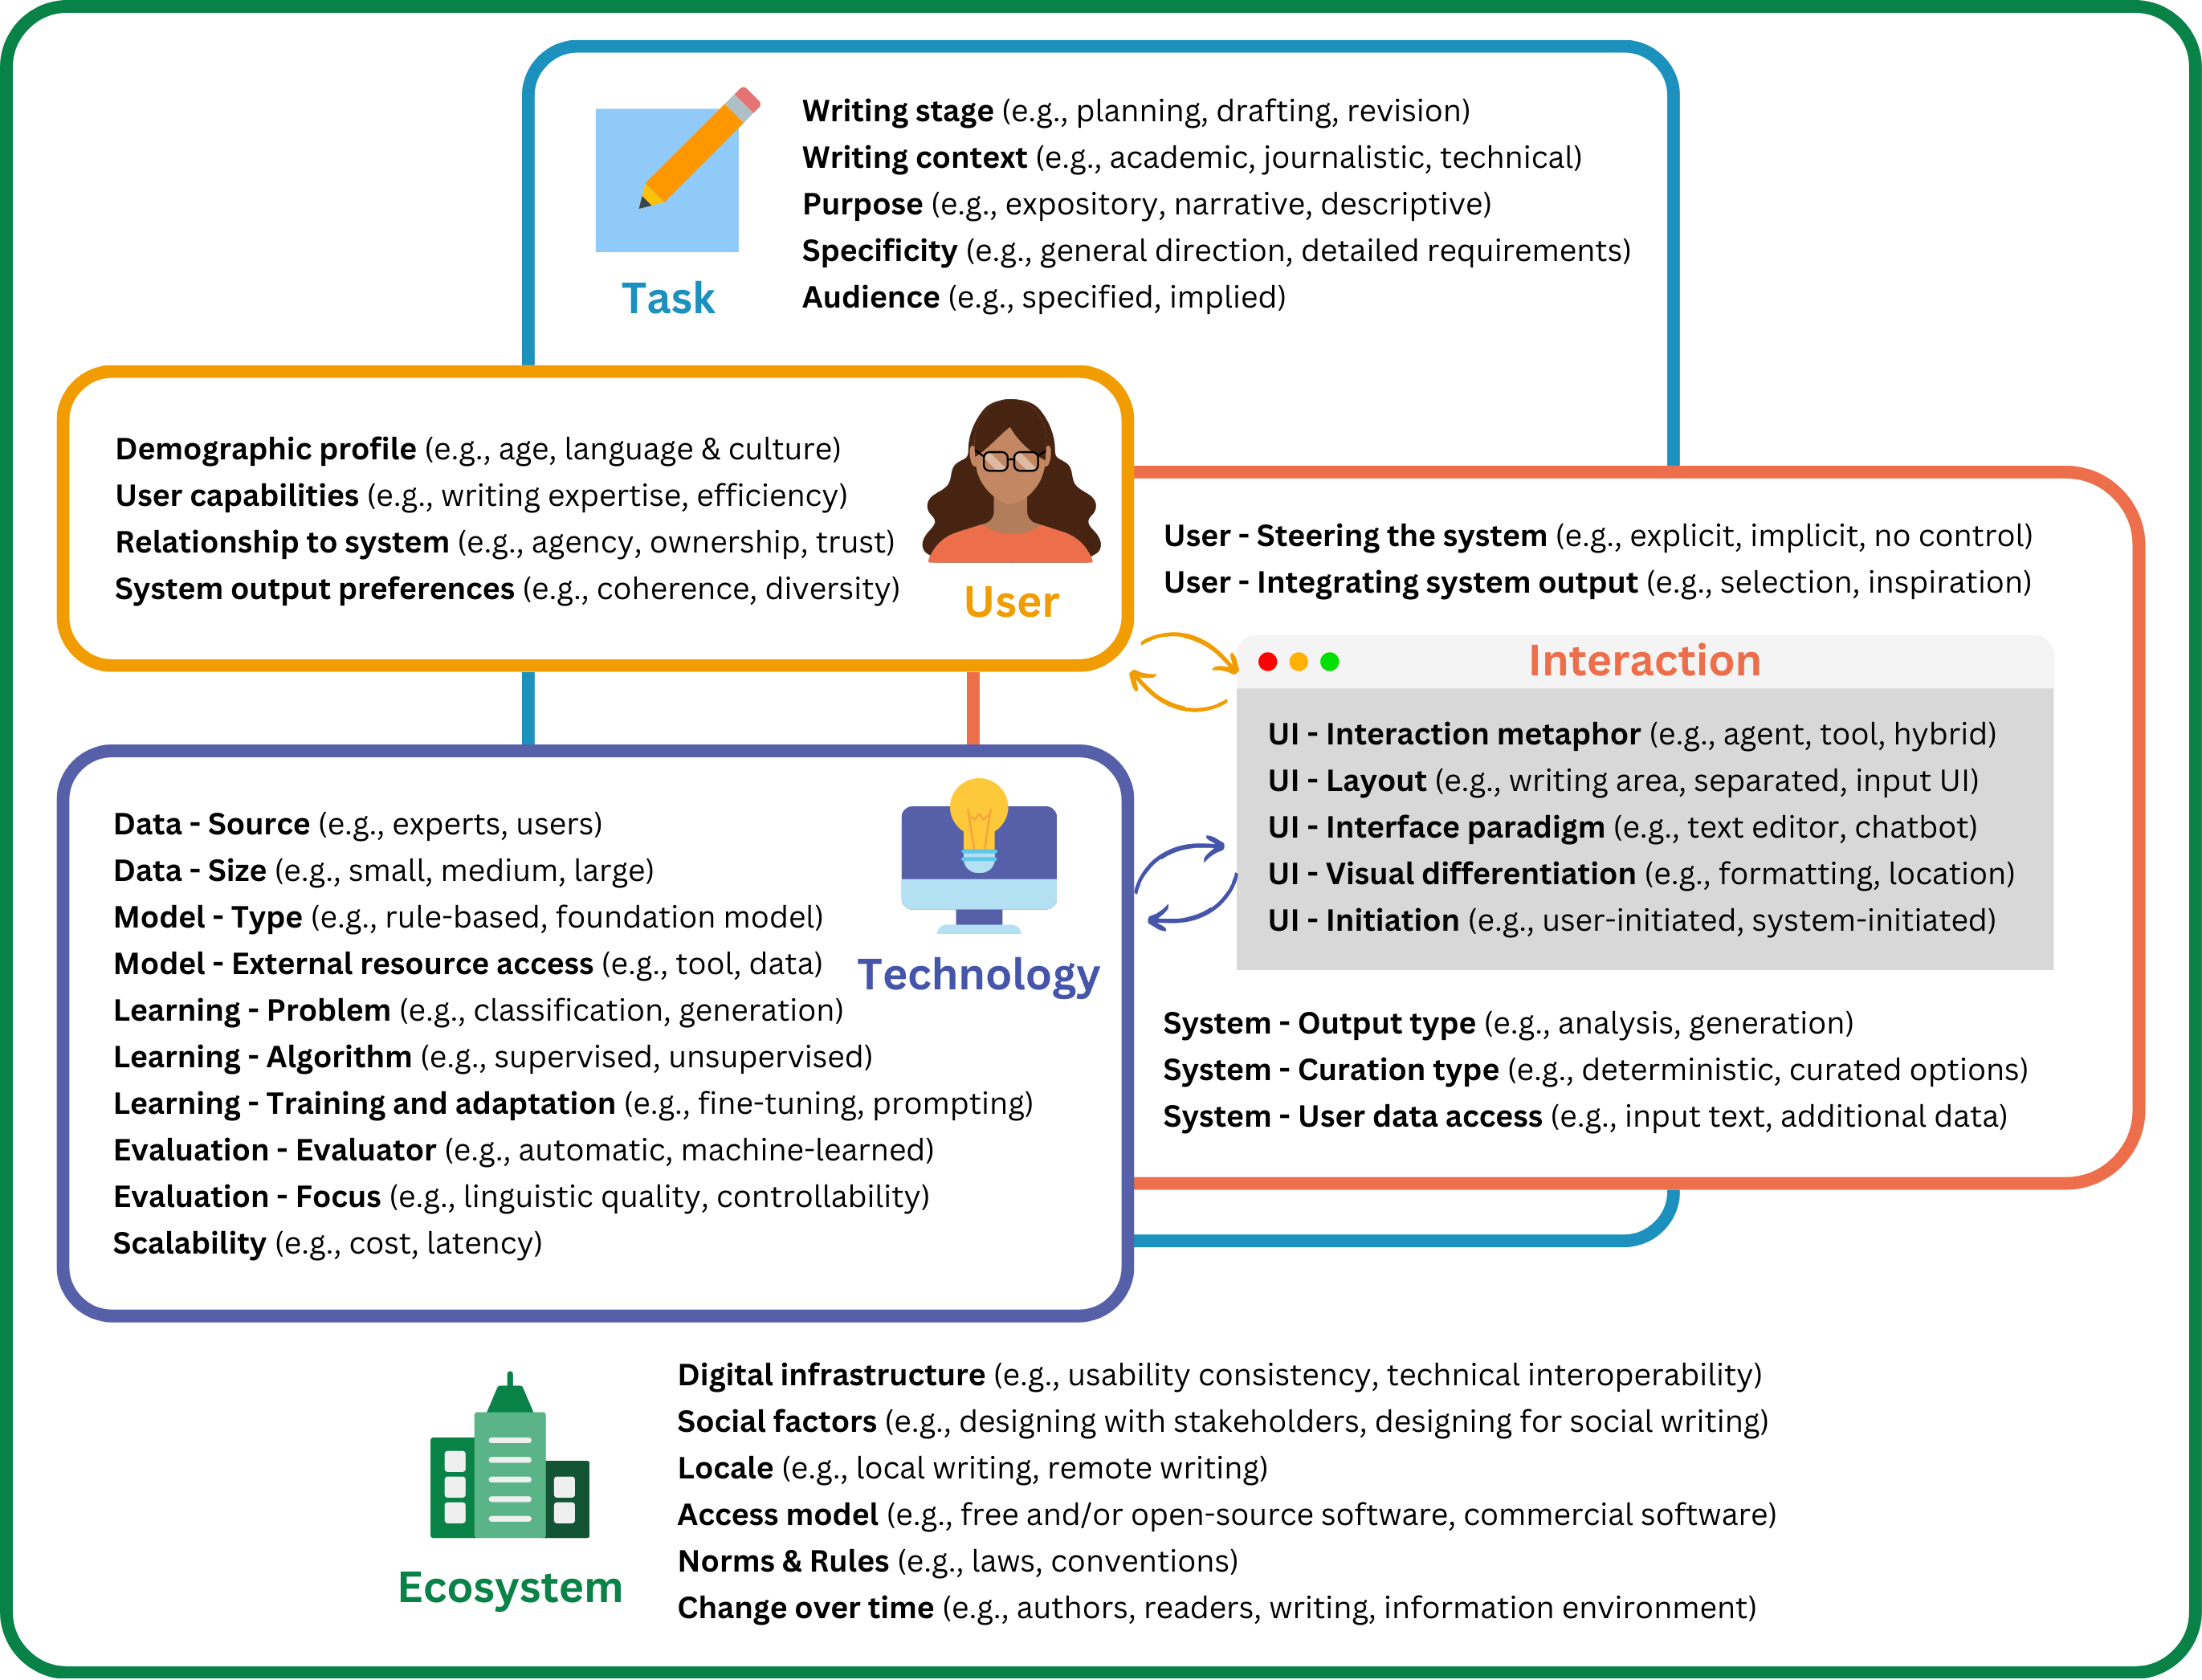 Writing stage (e.g., planning, drafting, revision)
Writing context (e.g., academic, journalistic, technical)
Purpose (e.g., expository, narrative, descriptive)
Specificity (e.g., general direction, detailed requirements)
Audience (e.g., specified, implied)
Task
Demographic profile (e.g., age, language & culture)
User capabilities (e.g., writing expertise, efficiency)
Relationship to system (e.g., agency, ownership, trust)
System output preferences (e.g., coherence, diversity)
User
User - Steering the system (e.g., explicit, implicit, no control)
User - Integrating system output (e.g., selection, inspiration)
Interaction
UI - Interaction metaphor (e.g., agent, tool, hybrid)
UI - Layout (e.g., writing area, separated, input UI)
UI - Interface paradigm (e.g., text editor, chatbot)
UI - Visual differentiation (e.g., formatting, location)
UI - Initiation (e.g., user-initiated, system-initiated)
System - Output type (e.g., analysis, generation)
System - Curation type (e.g., deterministic, curated options)
System - User data access (e.g., input text, additional data)
Data - Source (e.g., experts, users)
Data - Size (e.g., small, medium, large)
Model - Type (e.g., rule-based, foundation model)
Model - External resource access (e.g., tool, data)
Learning - Problem (e.g., classification, generation)
Learning - Algorithm (e.g., supervised, unsupervised)
Learning - Training and adaptation (e.g., fine-tuning, prompting)
Evaluation - Evaluator (e.g., automatic, machine-learned)
Evaluation - Focus (e.g., linguistic quality, controllability)
Scalability (e.g., cost, latency)
Technology
Digital infrastructure (e.g., usability consistency, technical interoperability)
Social factors (e.g., designing with stakeholders, designing for social writing)
Locale (e.g., local writing, remote writing)
Access model (e.g., free and/or open-source software, commercial software)
Norms & Rules (e.g., laws, conventions)
Change over time (e.g., authors, readers, writing, information environment)
Ecosystem